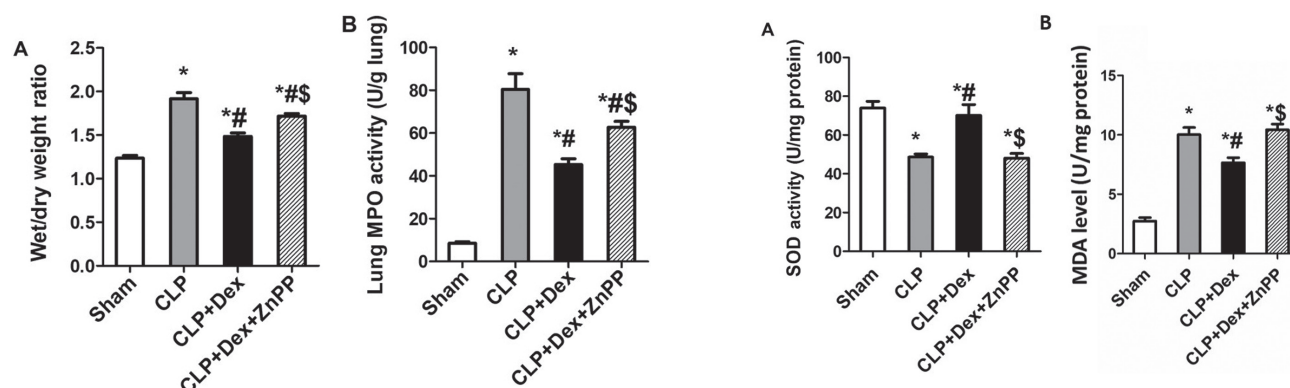 A
Wet/dry weight ratio
2.5
2.0
1.5
1.0
0.5
0.0
*
*#
*#$
Sham
CLP
CLP+Dex
CLP+Dex+ZnPP
B
Lung MPO activity (U/g lung)
100
80
60
40
20
0
*
*#
*#$
Sham
CLP
CLP+Dex
CLP+Dex+ZnPP
A
SOD activity (U/mg protein)
100
80
60
40
20
0
*
*#
*$
Sham
CLP
CLP+Dex
CLP+Dex+ZnPP
B
MDA level (U/mg protein)
15
10
5
0
*
*#
*$
Sham
CLP
CLP+Dex
CLP+Dex+ZnPP